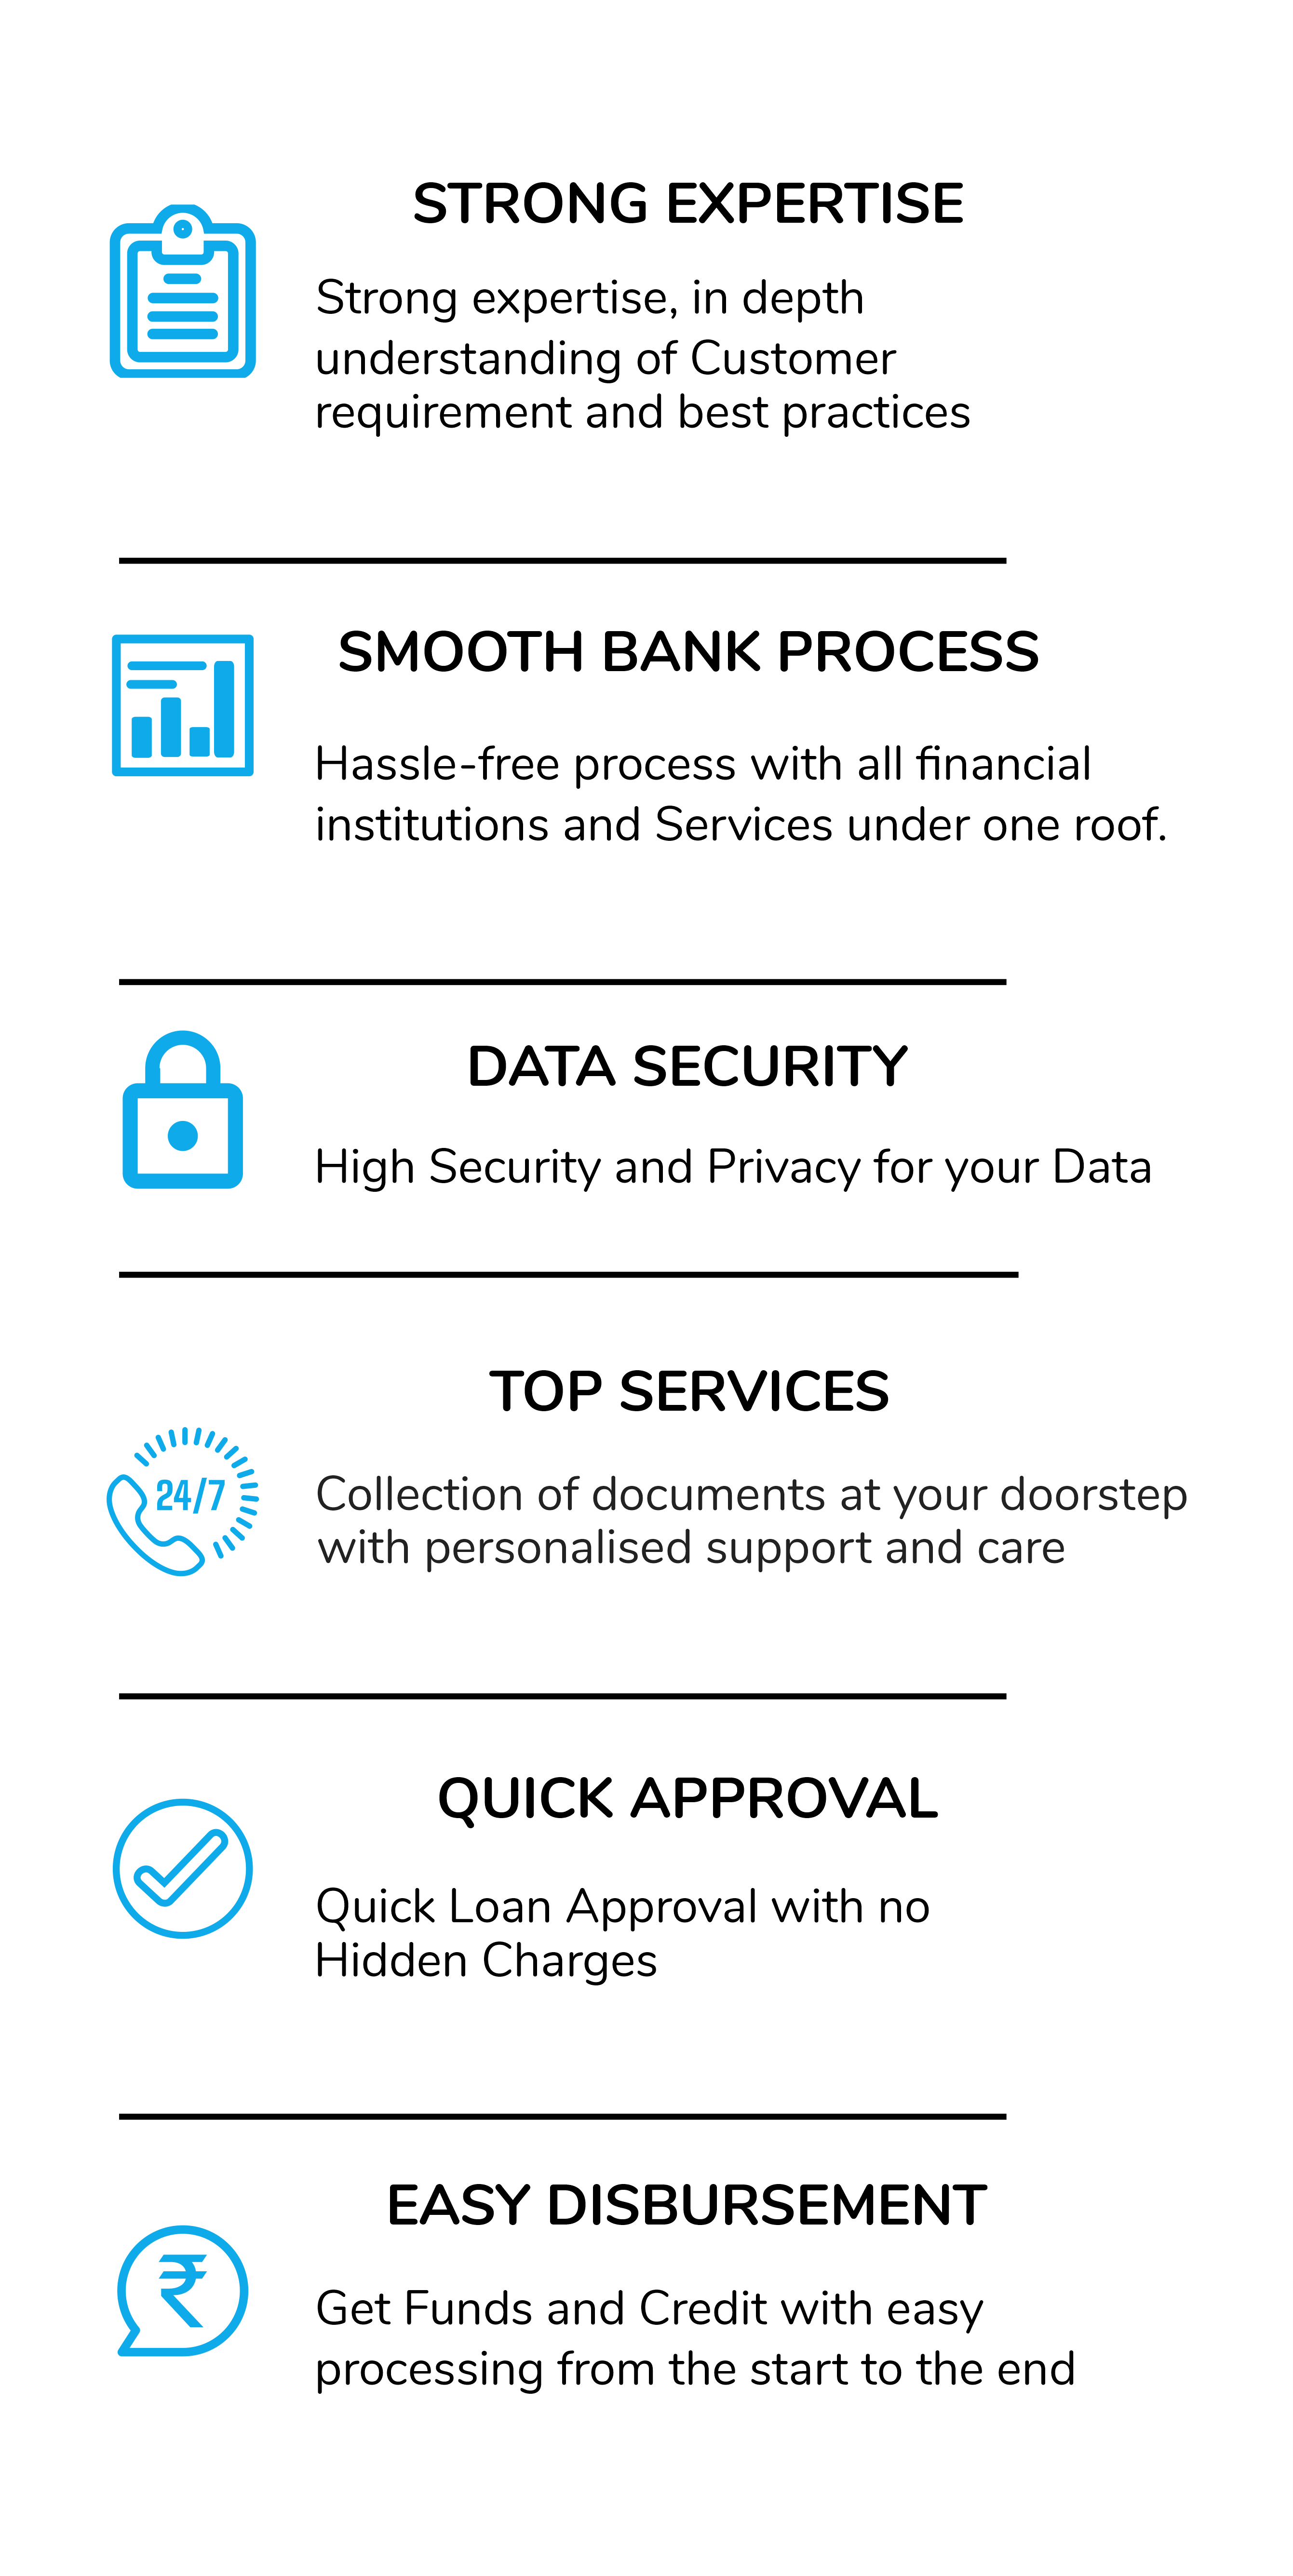 STRONG EXPERTISE
Strong expertise, in depth
understanding of Customer
requirement and best practices
SMOOTH BANK PROCESS
Hassle-free process with all financial
institutions and Services under one roof.
DATA SECURITY
High Security and Privacy for your Data
TOP SERVICES
24/7
Collection of documents at your doorstep
with personalised support and care
QUICK APPROVAL
Quick Loan Approval with no
Hidden Charges
EASY DISBURSEMENT
₹
Get Funds and Credit with easy
processing from the start to the end